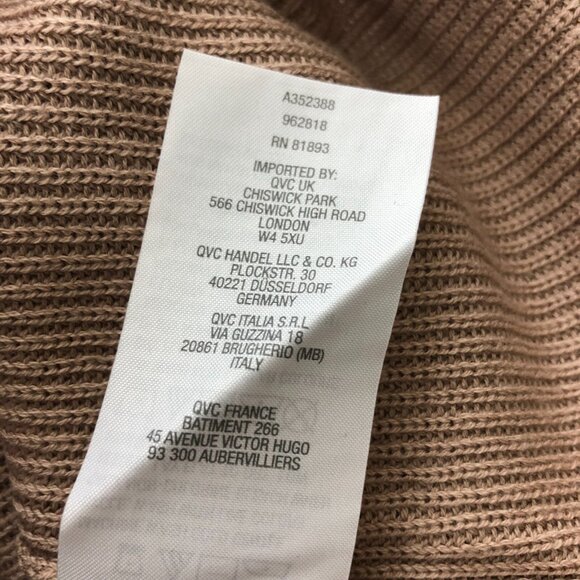 A352388
962818
RN 81893
IMPORTED BY:
QVC UK
CHISWICK PARK
566 CHISWICK HIGH ROAD
LONDON
W4 5XU
QVC HANDEL LLC & CO. KG
PLOCKSTR. 30
40221 DÜSSELDORF
GERMANY
QVC ITALIA S.R.L
VIA GUZZINA 18
20861 BRUGHERIO (MB)
ITALY
QVC FRANCE
BATIMENT 266
45 AVENUE VICTOR HUGO
93 300 AUBERVILLIERS